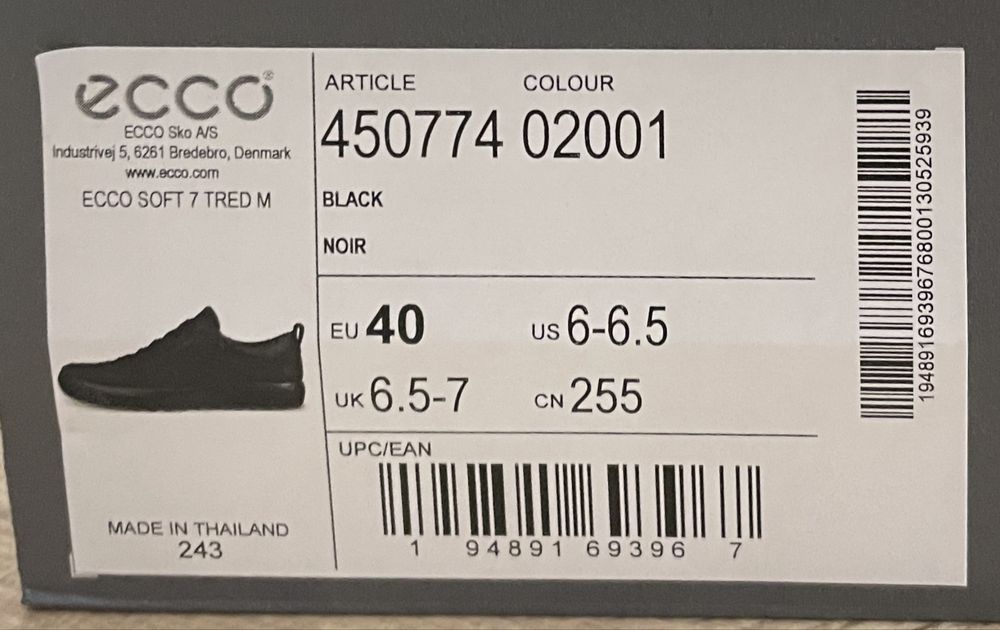 ecco®
ECCO Sko A/S
Industrivej 5, 6261 Bredebro, Denmark
www.ecco.com
ECCO SOFT 7 TRED M
MADE IN THAILAND
243
ARTICLE COLOUR
450774 02001
BLACK
NOIR
EU 40 US 6-6.5
UK 6.5-7 CN 255
UPC/EAN
1 94891 69396 7
19489169396768001305​25939